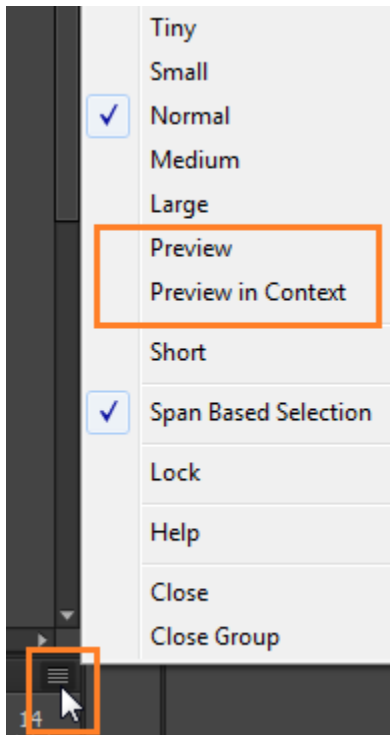 Tiny
Small
Normal
Medium
Large
Preview
Preview in Context
Short
Span Based Selection
Lock
Help
Close
Close Group
14